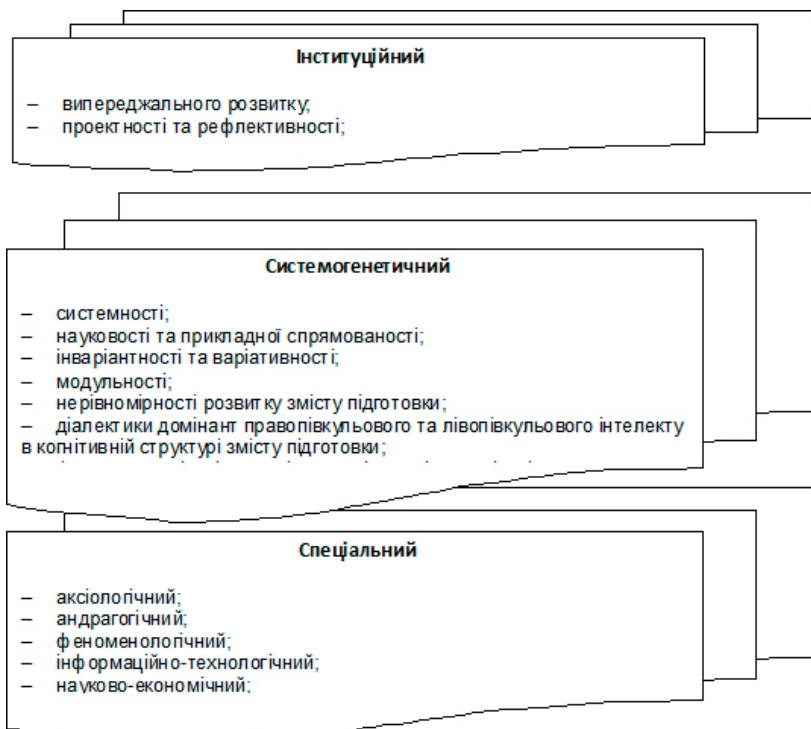 Інституційний
– випереджального розвитку;
– проектності та рефлективності;
Системогенетичний
– системності;
– науковості та прикладної спрямованості;
– інваріантності та варіативності;
– модульності;
– нерівномірності розвитку змісту підготовки;
– діалектики домінант правопівкульового та лівопівкульового інтелекту
в когнітивній структурі змісту підготовки;
Спеціальний
– аксіологічний;
– андрагогічний;
– феноменологічний;
– інформаційно-технологічний;
– науково-економічний;